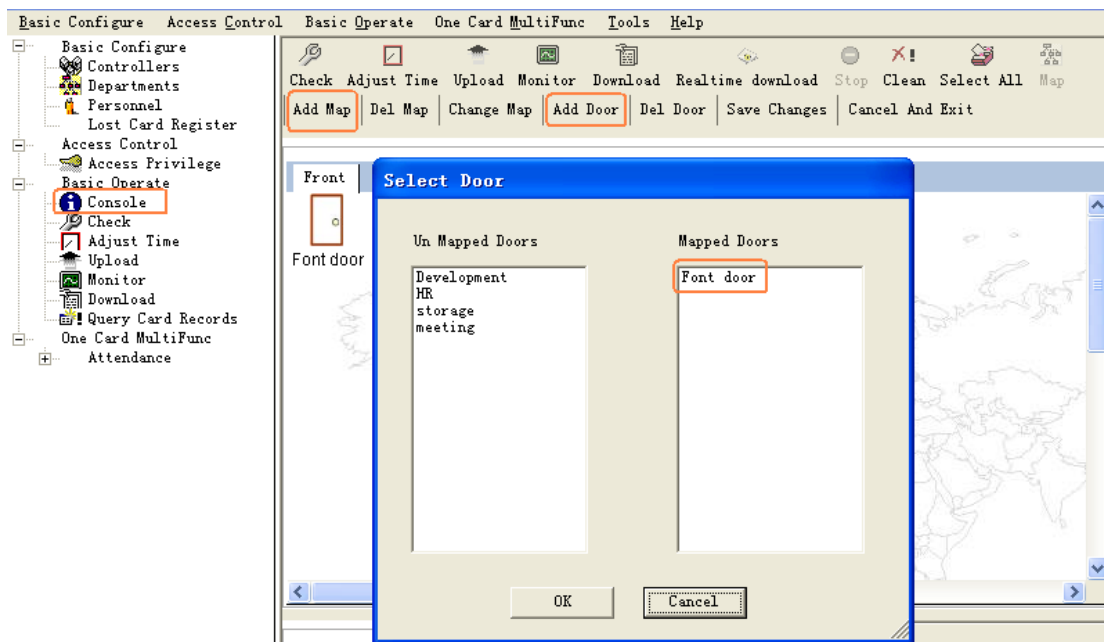 Basic Configure Access Control Basic Operate One Card MultiFunc Tools Help
Basic Configure
Controllers
Departments
Personnel
Lost Card Register
Access Control
Access Privilege
Basic Operate
Console
Check
Adjust Time
Upload
Monitor
Download
Query Card Records
One Card MultiFunc
Attendance
Check Adjust Time Upload Monitor Download Realtime download Stop Clean Select All Map
Add Map Del Map Change Map Add Door Del Door Save Changes Cancel And Exit
Front
Font door
Select Door
Un Mapped Doors
Development
HR
storage
meeting
Mapped Doors
Font door
OK Cancel